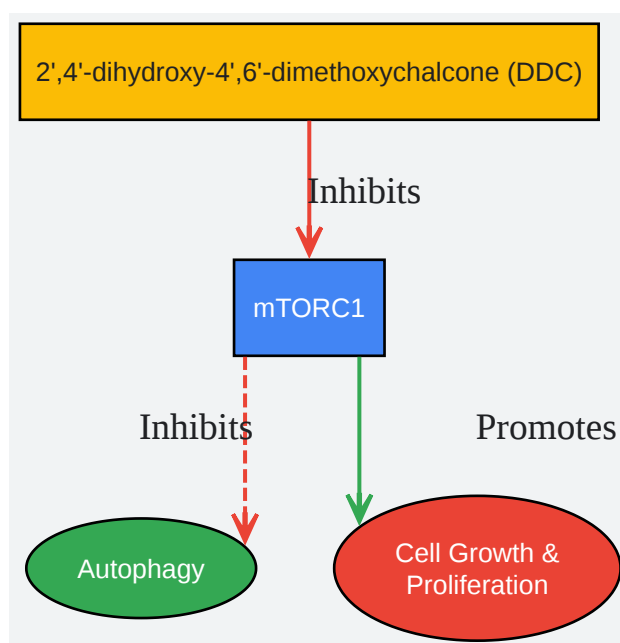 2',4'-dihydroxy-4',6'-dimethoxychalcone (DDC)
Inhibits
mTORC1
Inhibits
Promotes
Autophagy
Cell Growth &
Proliferation